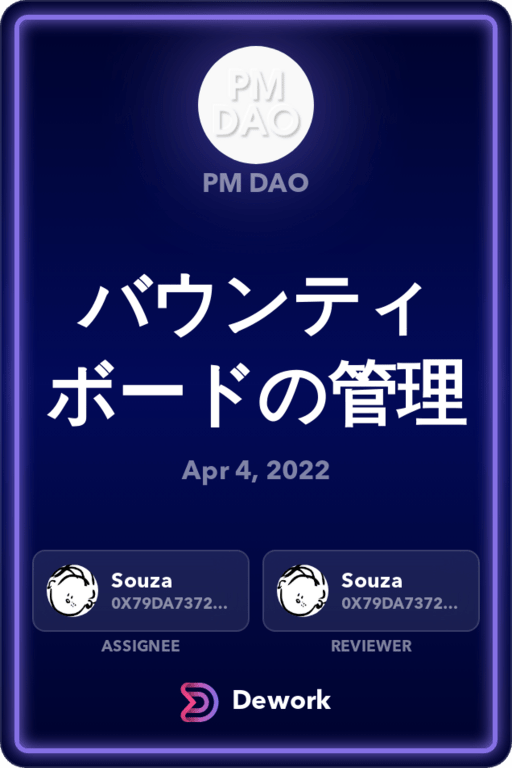 PM
DAO
PM DAO
バウンティ
ボードの管理
Apr 4, 2022
Souza
0X79DA7372...
ASSIGNEE
Souza
0X79DA7372...
REVIEWER
Dework